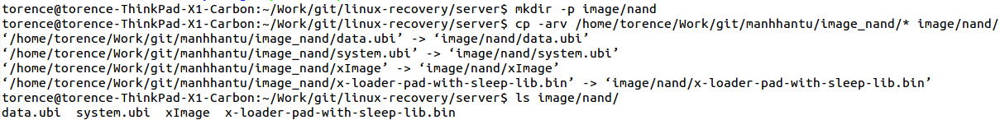 torence@torence-ThinkPad-X1-Carbon:~/Work/git/linux-recovery/server$ mkdir -p image/nand
torence@torence-ThinkPad-X1-Carbon:~/Work/git/linux-recovery/server$ cp -arv /home/torence/Work/git/manhhantu/image_nand/* image/nand/
‘/home/torence/Work/git/manhhantu/image_nand/data.ubi’ -> ‘image/nand/data.ubi’
‘/home/torence/Work/git/manhhantu/image_nand/system.ubi’ -> ‘image/nand/system.ubi’
‘/home/torence/Work/git/manhhantu/image_nand/xImage’ -> ‘image/nand/xImage’
‘/home/torence/Work/git/manhhantu/image_nand/x-loader-pad-with-sleep-lib.bin’ -> ‘image/nand/x-loader-pad-with-sleep-lib.bin’
torence@torence-ThinkPad-X1-Carbon:~/Work/git/linux-recovery/server$ ls image/nand/
data.ubi  system.ubi  xImage  x-loader-pad-with-sleep-lib.bin